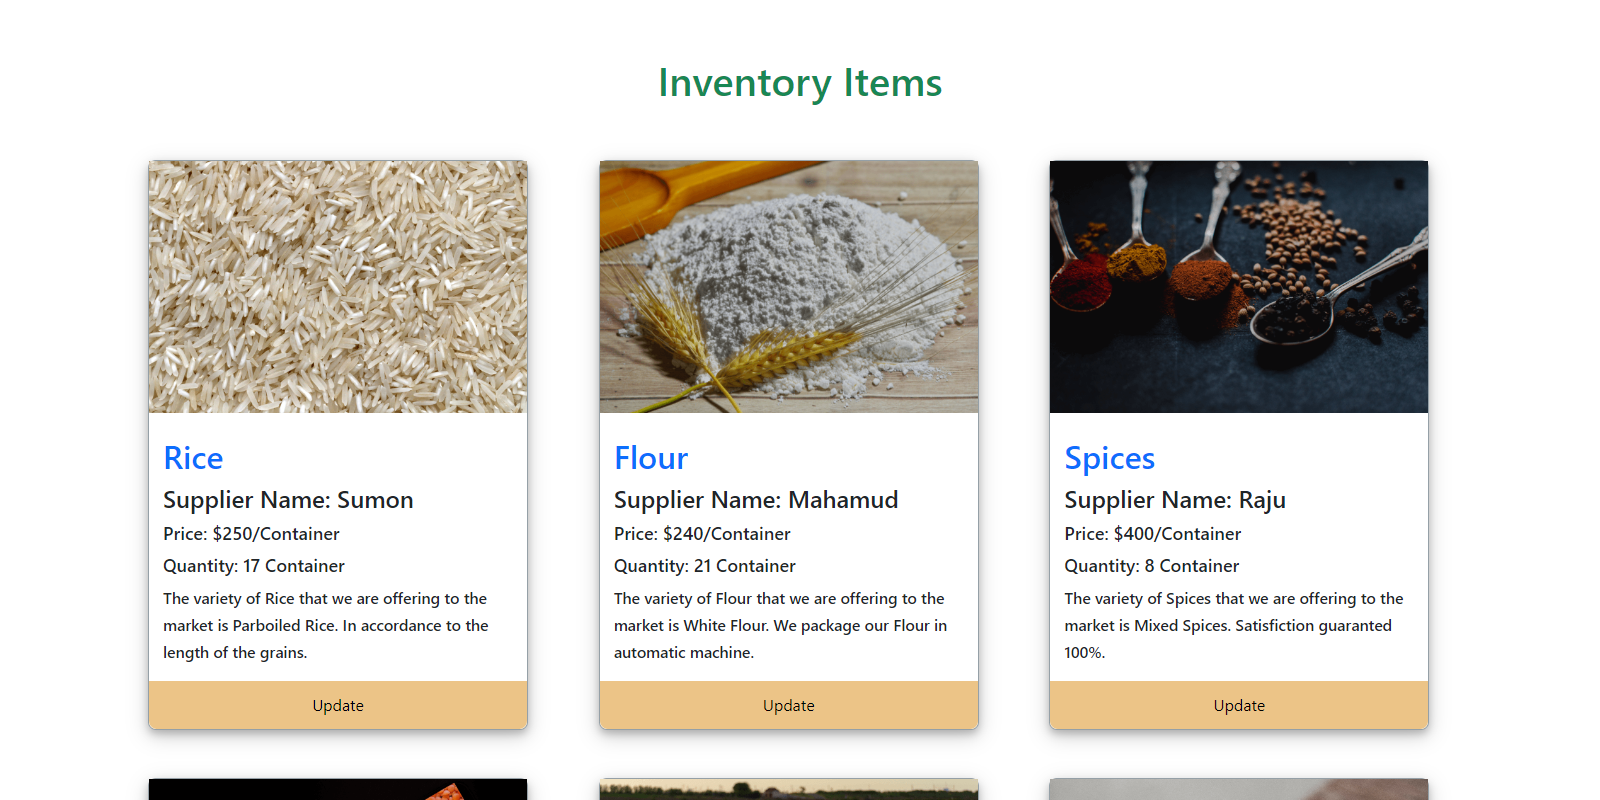 Inventory Items
Rice
Supplier Name: Sumon
Price: $250/Container
Quantity: 17 Container
The variety of Rice that we are offering to the
market is Parboiled Rice. In accordance to the
length of the grains.
Update
Flour
Supplier Name: Mahamud
Price: $240/Container
Quantity: 21 Container
The variety of Flour that we are offering to the
market is White Flour. We package our Flour in
automatic machine.
Update
Spices
Supplier Name: Raju
Price: $400/Container
Quantity: 8 Container
The variety of Spices that we are offering to the
market is Mixed Spices. Satisfiction guaranted
100%.
Update